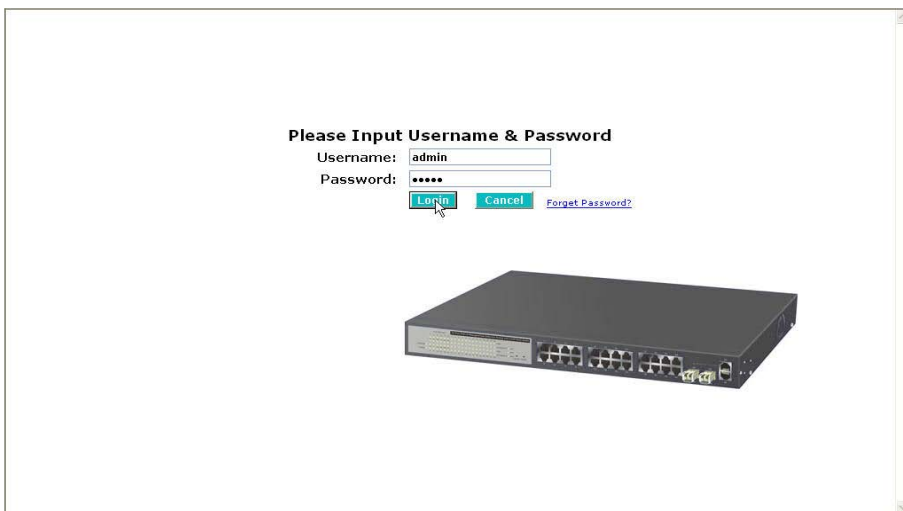 Please Input Username & Password
Username: admin
Password: •••••
Login Cancel Forget Password?